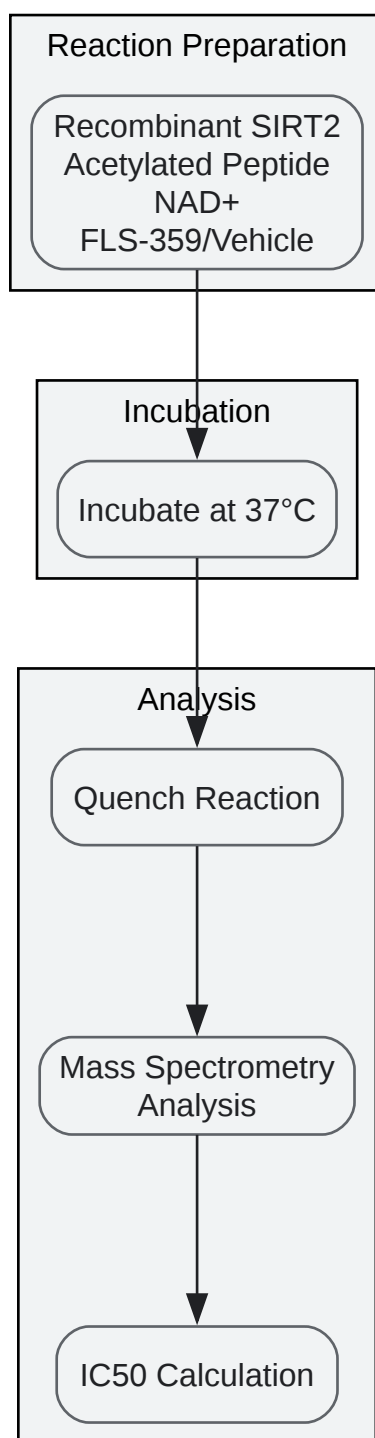 Reaction Preparation
Recombinant SIRT2
Acetylated Peptide
NAD+
FLS-359/Vehicle
Incubation
Incubate at 37°C
Analysis
Quench Reaction
Mass Spectrometry
Analysis
IC50 Calculation